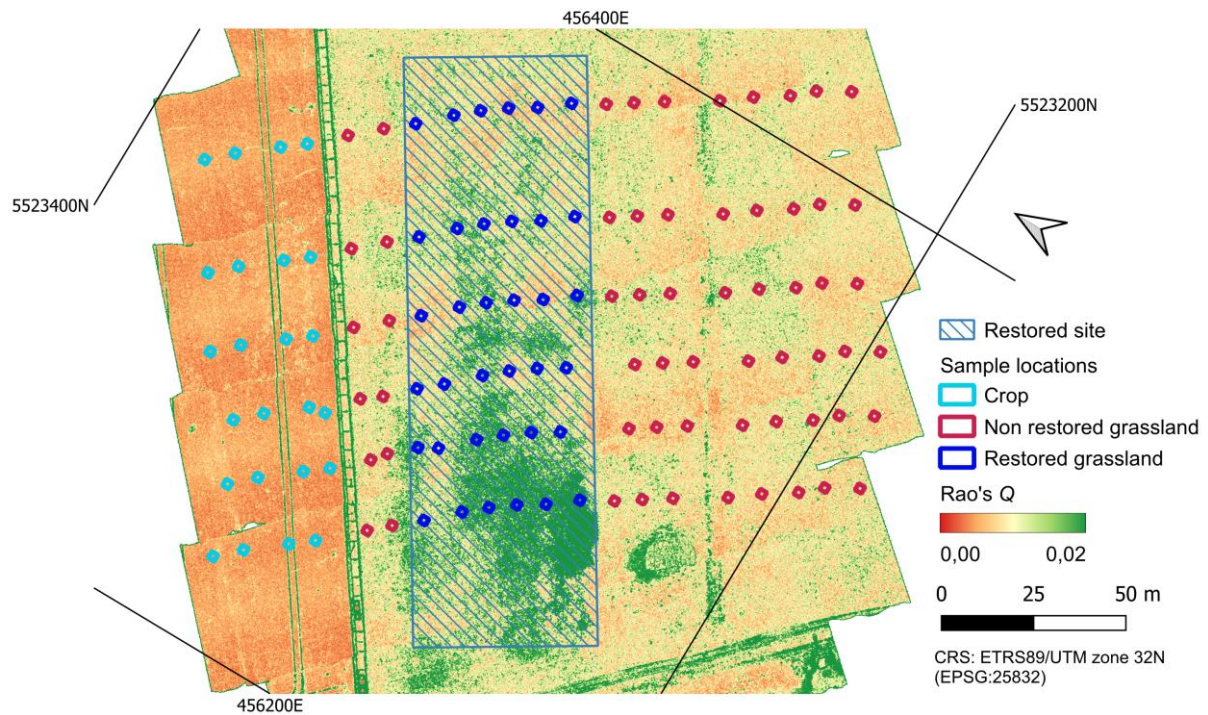 456400E
5523200N
5523400N
Restored site
Sample locations
Crop
Non restored grassland
Restored grassland
Rao's Q
0,00 0,02
0 25 50 m
CRS: ETRS89/UTM zone 32N
(EPSG:25832)
456200E